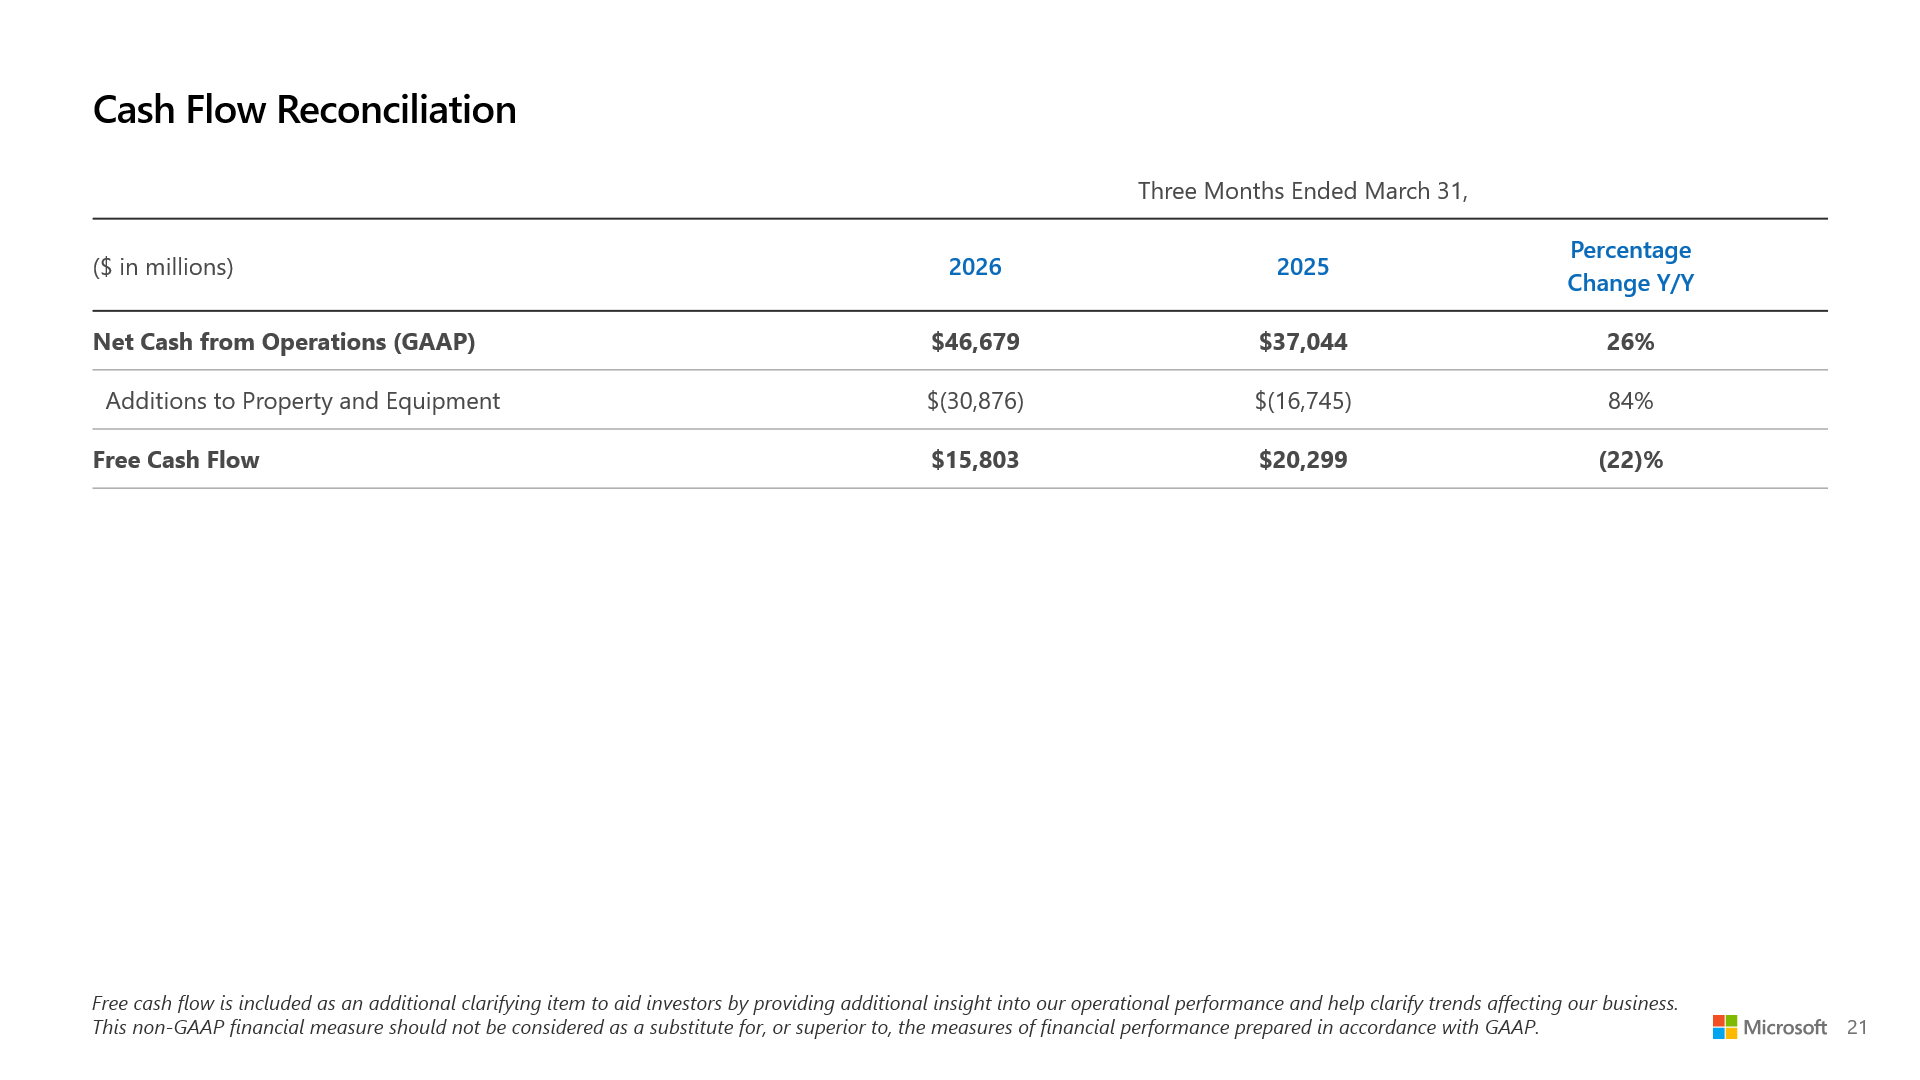 Cash Flow Reconciliation
Three Months Ended March 31,
($ in millions) 2026 2025 Percentage Change Y/Y
Net Cash from Operations (GAAP) $46,679 $37,044 26%
Additions to Property and Equipment $(30,876) $(16,745) 84%
Free Cash Flow $15,803 $20,299 (22)%
Free cash flow is included as an additional clarifying item to aid investors by providing additional insight into our operational performance and help clarify trends affecting our business.
This non-GAAP financial measure should not be considered as a substitute for, or superior to, the measures of financial performance prepared in accordance with GAAP.
Microsoft 21